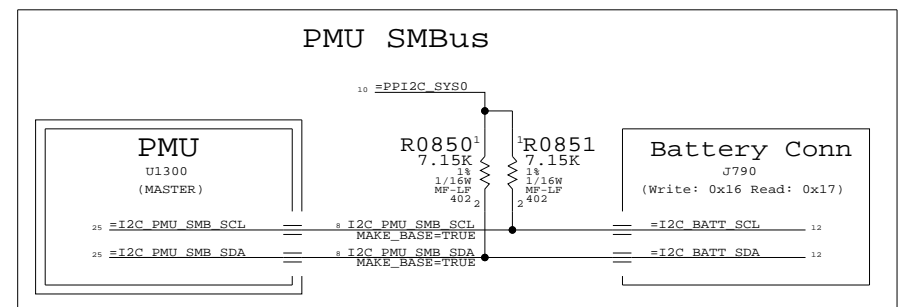 PMU SMBus
10 =PPI2C_SYS0
PMU
U1300
(MASTER)
R0850 1
7.15K
1%
1/16W
MF-LF
402 2
1 R0851
7.15K
1%
1/16W
MF-LF
2 402
Battery Conn
J790
(Write: 0x16 Read: 0x17)
25 =I2C_PMU_SMB_SCL
8 I2C_PMU_SMB_SCL
MAKE_BASE=TRUE
=I2C_BATT_SCL 12
25 =I2C_PMU_SMB_SDA
8 I2C_PMU_SMB_SDA
MAKE_BASE=TRUE
=I2C_BATT_SDA 12